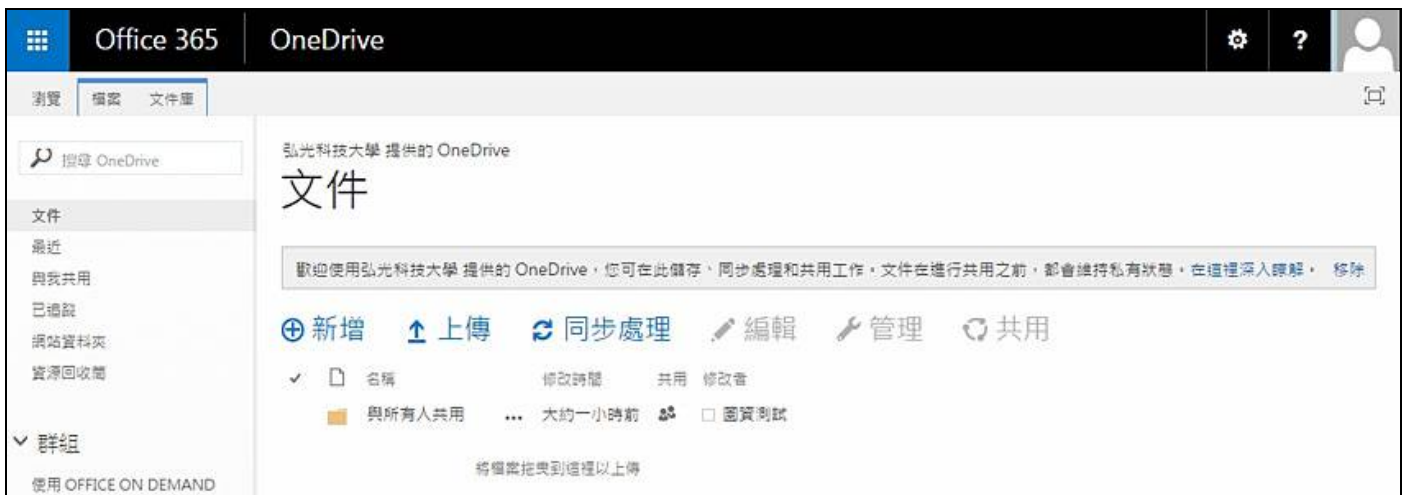 Office 365 OneDrive ?
瀏覽 檔案 文件庫
搜尋 OneDrive
文件
最近
與我共用
已追蹤
網站資料夾
資源回收筒
群組
使用 OFFICE ON DEMAND
弘光科技大學 提供的 OneDrive
文件
歡迎使用弘光科技大學 提供的 OneDrive，您可在此儲存、同步處理和共用工作。文件在進行共用之前，都會維持私有狀態。在這裡深入瞭解。 移除
新增 上傳 同步處理 編輯 管理 共用
名稱 修改時間 共用 修改者
與所有人共用 ... 大約一小時前 圖資測試
將檔案拖曳到這裡以上傳